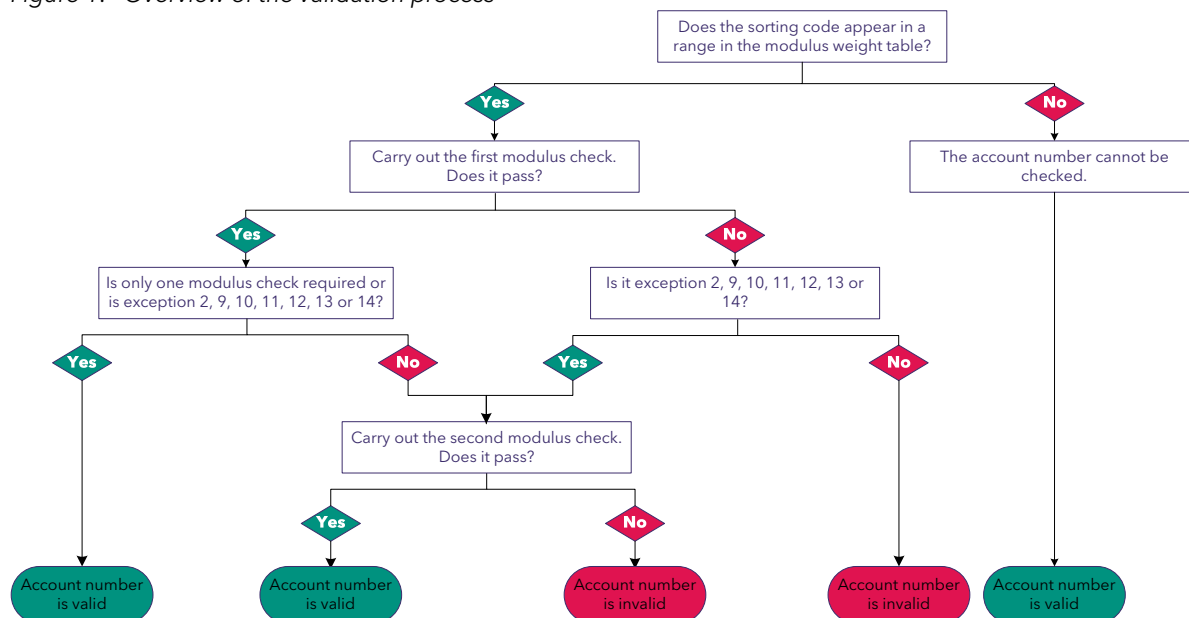 Figure 1: Overview of the validation process
Does the sorting code appear in a
range in the modulus weight table?
Yes
No
Carry out the first modulus check.
Does it pass?
The account number cannot be
checked.
Yes
No
Is only one modulus check required or
is exception 2, 9, 10, 11, 12, 13 or 14?
Is it exception 2, 9, 10, 11, 12, 13 or
14?
Yes
No
Yes
No
Carry out the second modulus check.
Does it pass?
Yes
No
Account number
is valid
Account number
is valid
Account number
is invalid
Account number
is invalid
Account number
is valid